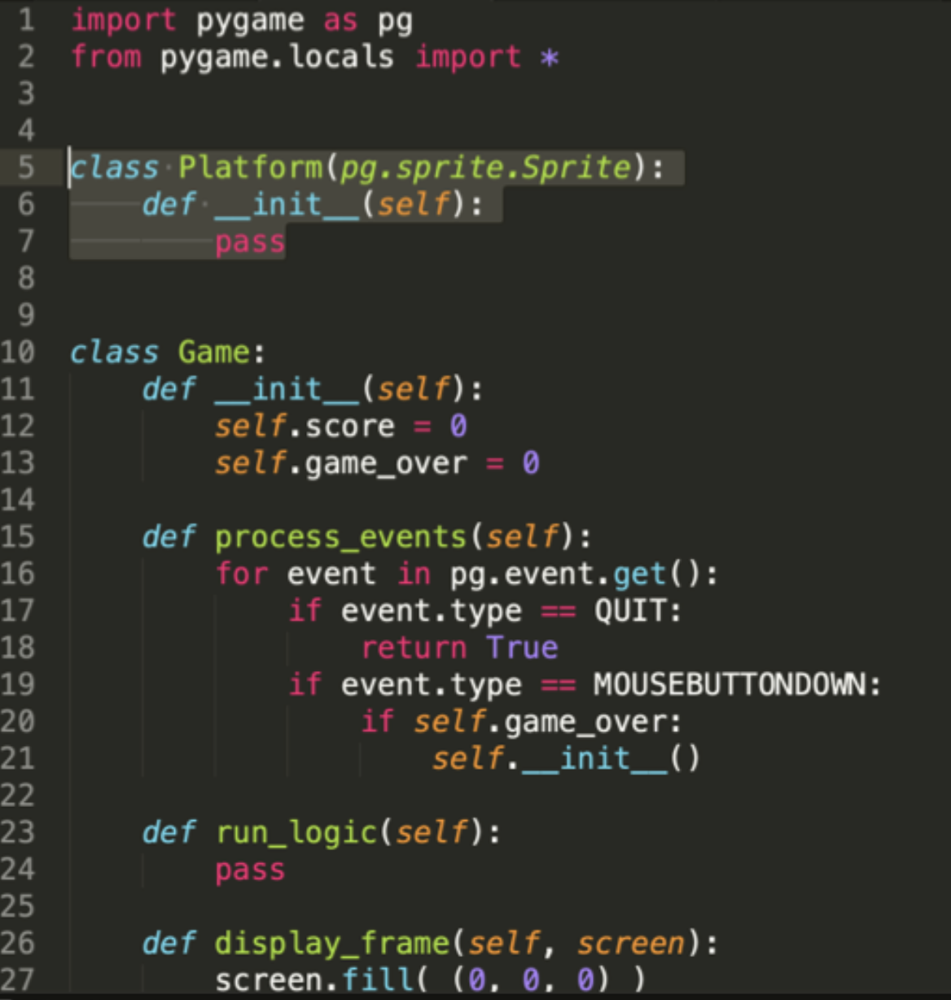 1 import pygame as pg
2 from pygame.locals import *
3
4
5 class Platform(pg.sprite.Sprite):
6     def __init__(self):
7         pass
8
9
10 class Game:
11     def __init__(self):
12         self.score = 0
13         self.game_over = 0
14
15     def process_events(self):
16         for event in pg.event.get():
17             if event.type == QUIT:
18                 return True
19             if event.type == MOUSEBUTTONDOWN:
20                 if self.game_over:
21                     self.__init__()
22
23     def run_logic(self):
24         pass
25
26     def display_frame(self, screen):
27         screen.fill( (0, 0, 0) )